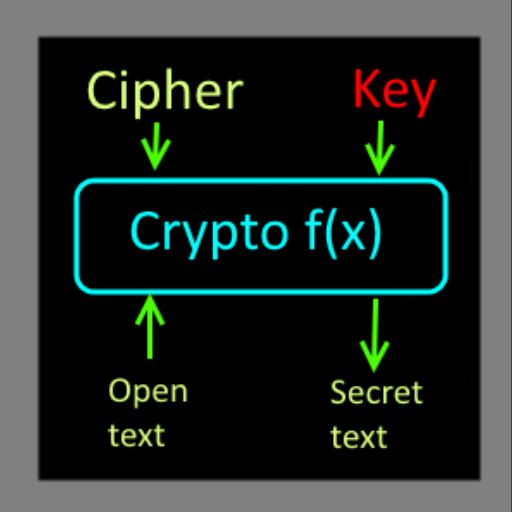 Cipher Key
Crypto f(x)
Open Secret
text text